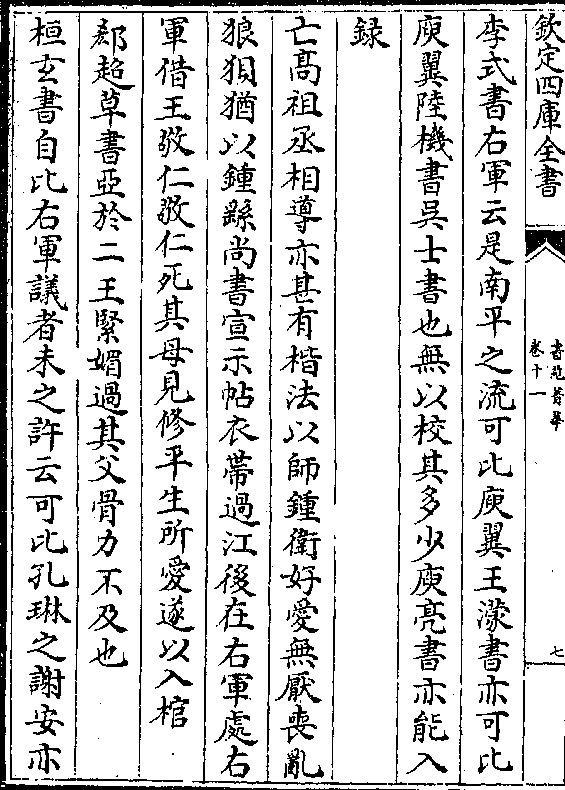 欽定四庫全書
書苑菁華
卷十一
七
李式書右軍云是南平之流可比庾翼王濛書亦可比
庾翼陸機書吳士書也無以校其多少庾亮書亦能入
録
亡髙祖丞相導亦甚有楷法以師鍾衛好愛無厭喪亂
狼狽猶以鍾繇尚書宣示帖衣帶過江後在右軍處右
軍借王敬仁敬仁死其母見修平生所愛遂以入棺
郄超草書亞於二王緊媚過其父骨力不及也
桓玄書自比右軍議者未之許云可比孔琳之謝安亦